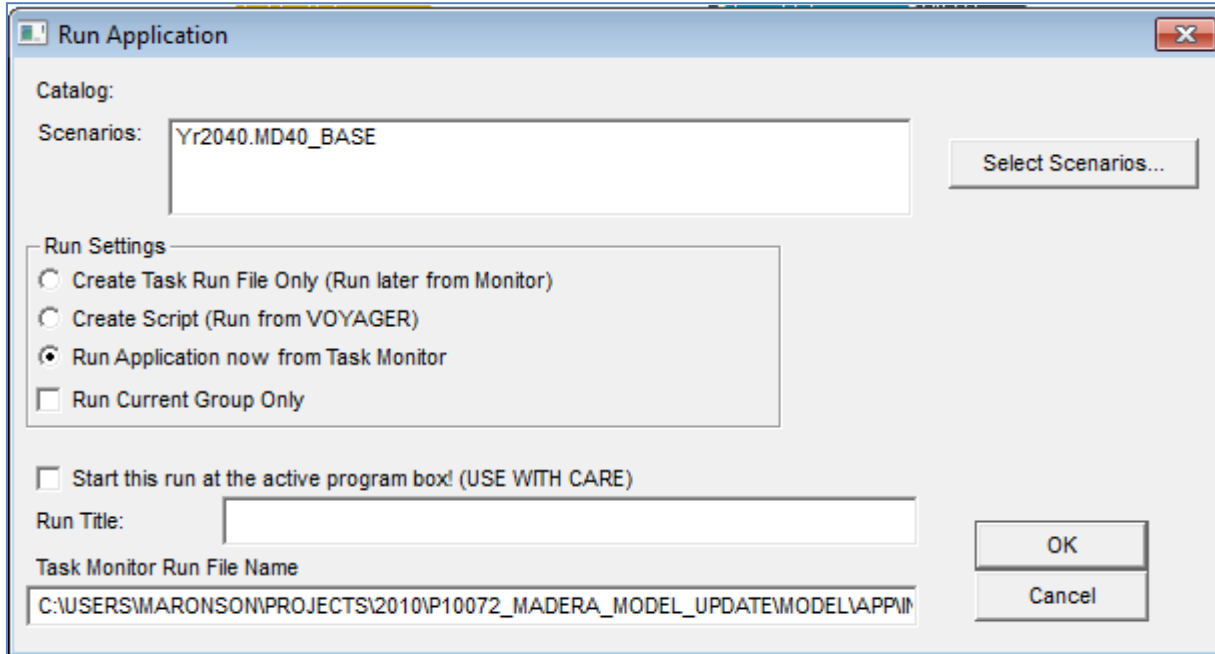 Run Application
Catalog:
Scenarios:
Yr2040.MD40_BASE
Select Scenarios...
Run Settings
Create Task Run File Only (Run later from Monitor)
Create Script (Run from VOYAGER)
Run Application now from Task Monitor
Run Current Group Only
Start this run at the active program box! (USE WITH CARE)
Run Title:
OK
Task Monitor Run File Name
Cancel
C:\USERS\MARONSON\PROJECTS\2010\P10072_MADERA_MODEL_UPDATE\MODEL\APP\